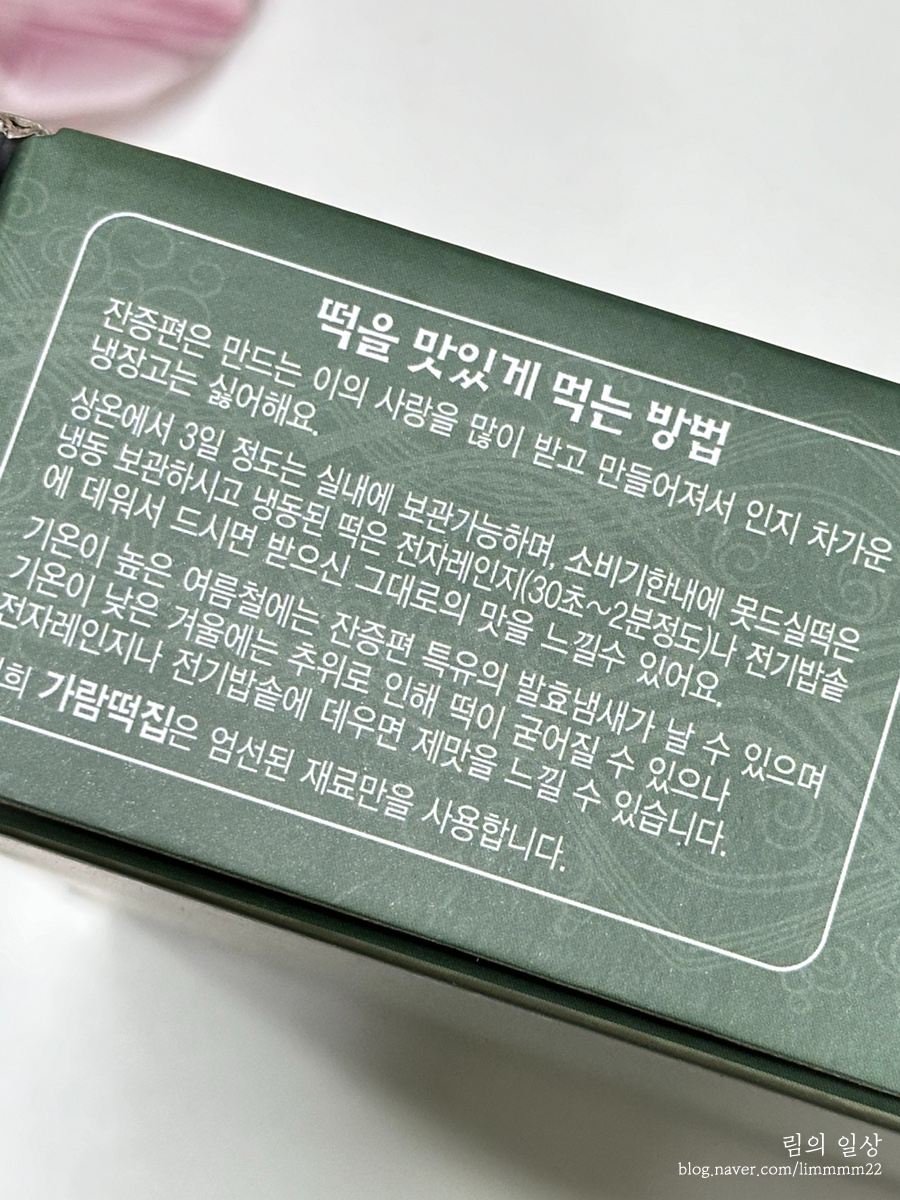 떡을 맛있게 먹는 방법
잔증편은 만드는 이의 사랑을 많이 받고 만들어져서 인지 차가운
냉장고는 싫어해요.
상온에서 3일 정도는 실내에 보관가능하며, 소비기한내에 못드실떡은
냉동 보관하시고 냉동된 떡은 전자레인지(30초~2분정도)나 전기밥솥
에 데워서 드시면 받으신 그대로의 맛을 느낄수 있어요.
기온이 높은 여름철에는 잔증편 특유의 발효냄새가 날 수 있으며
기온이 낮은 겨울에는 추위로 인해 떡이 굳어질 수 있으나
전자레인지나 전기밥솥에 데우면 제맛을 느낄 수 있습니다.
가람떡집은 엄선된 재료만을 사용합니다.
림의 일상
blog.naver.com/limmmm22